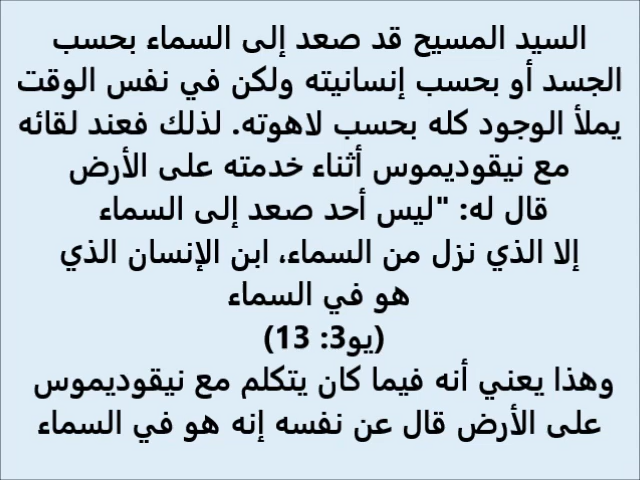 السيد المسيح قد صعد إلى السماء بحسب
الجسد أو بحسب إنسانيته ولكن في نفس الوقت
يملأ الوجود كله بحسب لاهوته. لذلك فعند لقائه
مع نيقوديموس أثناء خدمته على الأرض
قال له: "ليس أحد صعد إلى السماء
إلا الذي نزل من السماء، ابن الإنسان الذي
هو في السماء
(يو3: 13)
وهذا يعني أنه فيما كان يتكلم مع نيقوديموس
على الأرض قال عن نفسه إنه هو في السماء